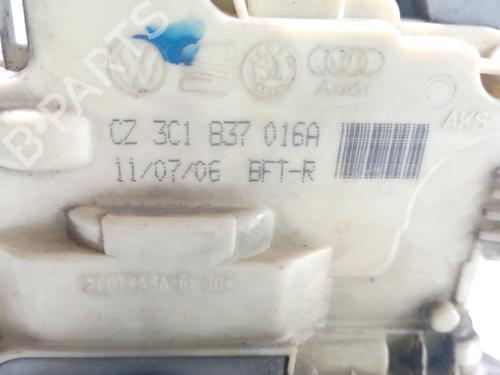 Audi
CZ 3C1 837 016A
AKS
11/07/06 BFT-R
B-PARTS